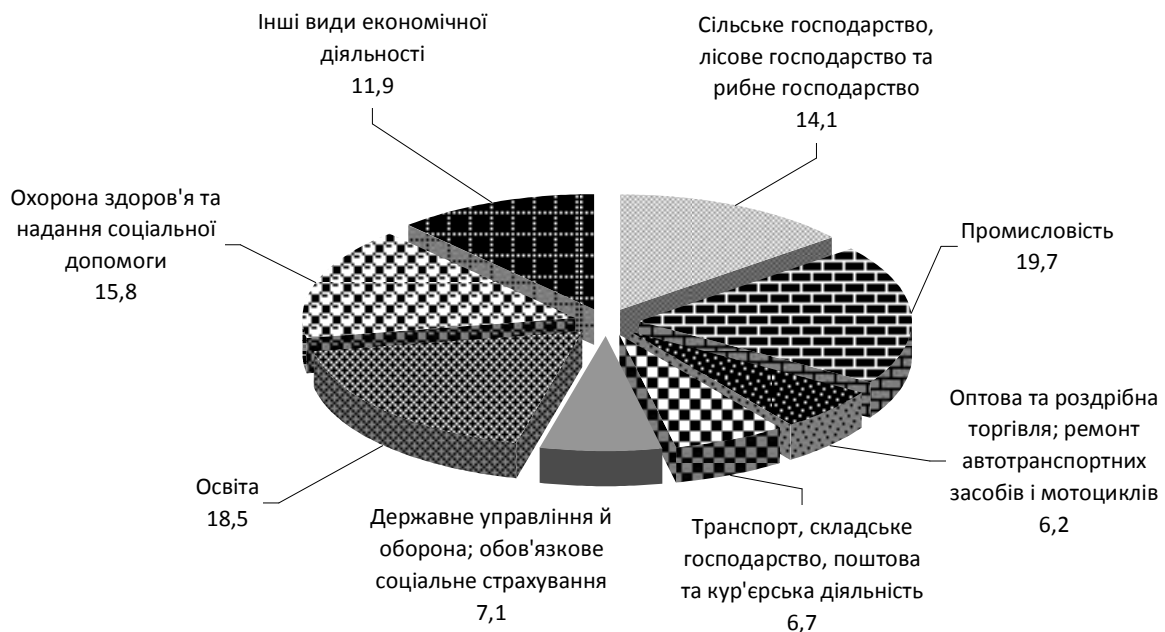 Інші види економічної
діяльності
11,9
Сільське господарство,
лісове господарство та
рибне господарство
14,1
Охорона здоров'я та
надання соціальної
допомоги
15,8
Промисловість
19,7
Оптова та роздрібна
торгівля; ремонт
автотранспортних
засобів і мотоциклів
6,2
Освіта
18,5
Державне управління й
оборона; обов'язкове
соціальне страхування
7,1
Транспорт, складське
господарство, поштова
та кур'єрська діяльність
6,7